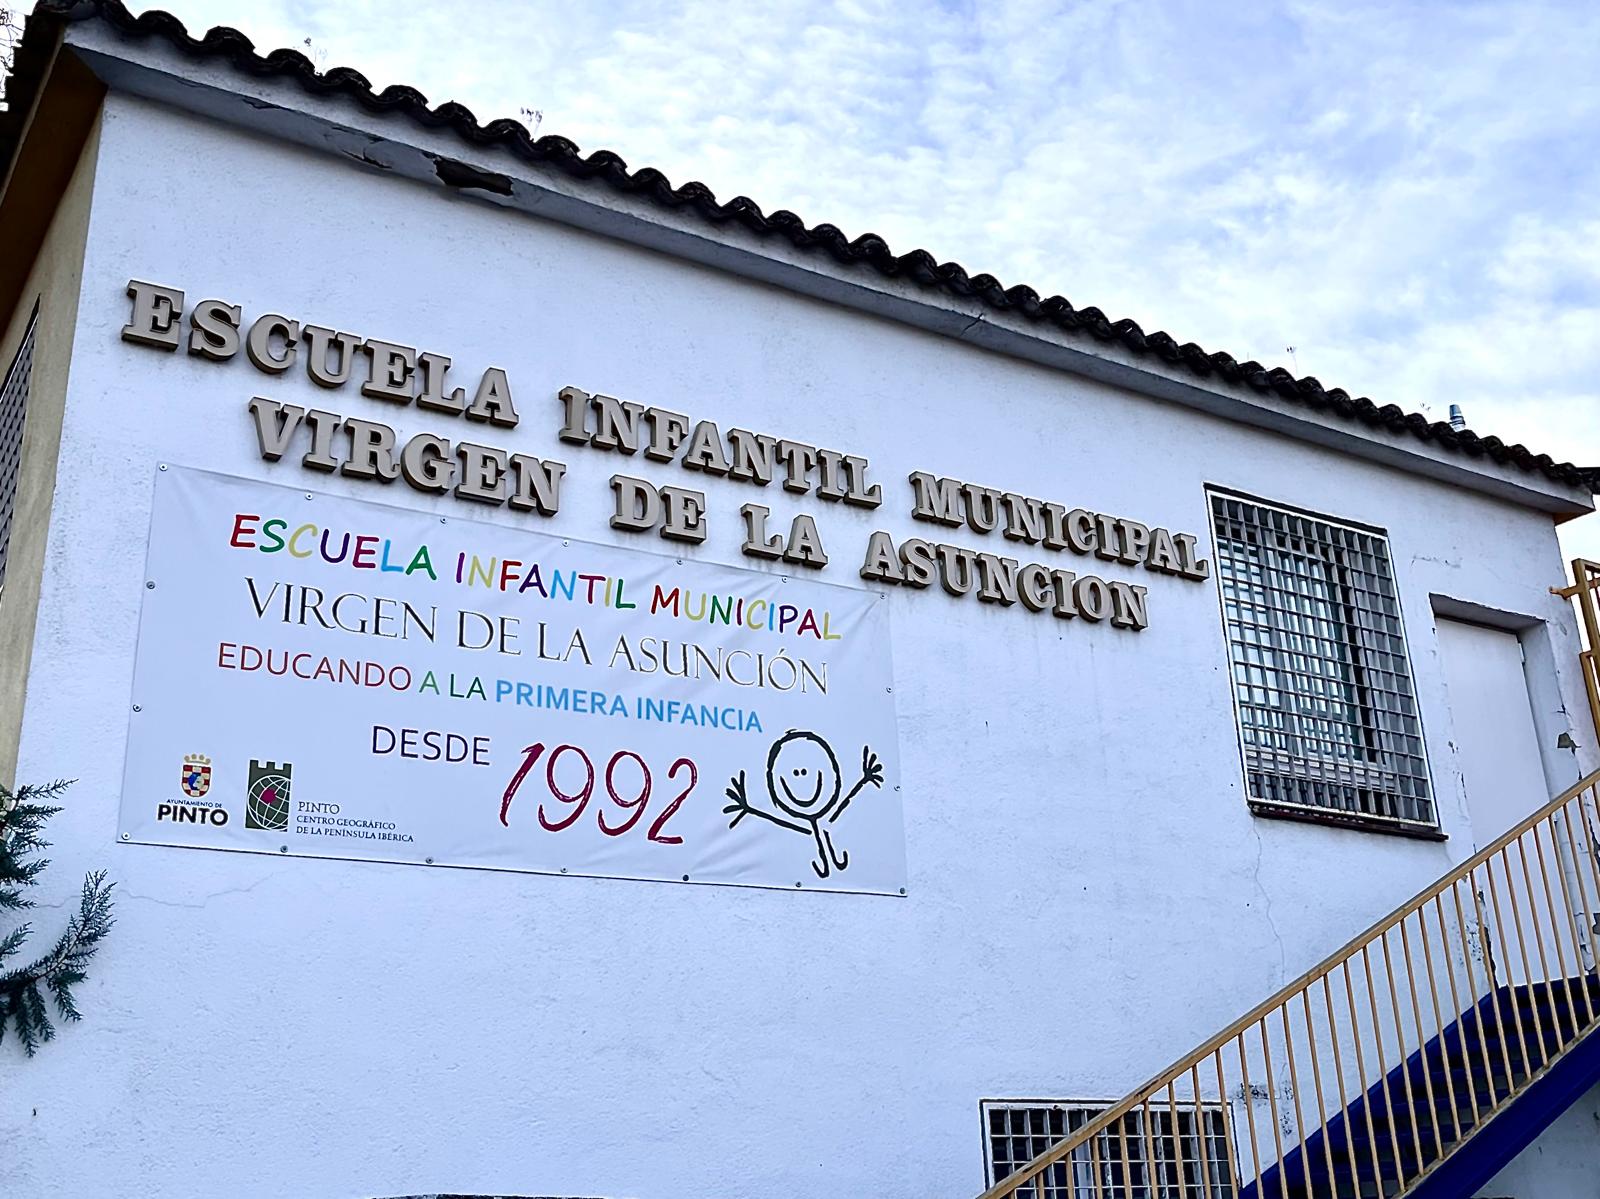 ESCUELA INFANTIL MUNICIPAL
VIRGEN DE LA ASUNCION
ESCUELA INFANTIL MUNICIPAL
VIRGEN DE LA ASUNCIÓN
EDUCANDO A LA PRIMERA INFANCIA
DESDE 1992
AYUNTAMIENTO DE
PINTO
PINTO
CENTRO GEOGRÁFICO
DE LA PENÍNSULA IBÉRICA